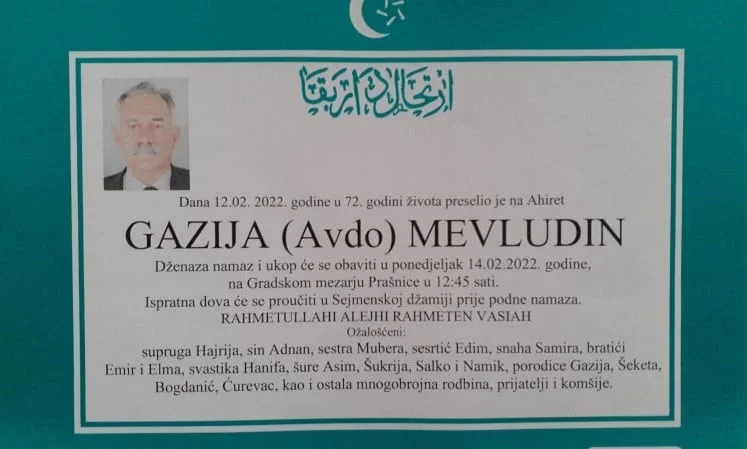 ارتحال دار بقا
Dana 12.02. 2022. godine u 72. godini života preselio je na Ahiret
GAZIJA (Avdo) MEVLUDIN
Dženaza namaz i ukop će se obaviti u ponedjeljak 14.02.2022. godine,
na Gradskom mezarju Prašnice u 12:45 sati.
Ispratna dova će se proučiti u Sejmenskoj džamiji prije podne namaza.
RAHMETULLAHI ALEJHI RAHMETEN VASIAH
Ožalošćeni:
supruga Hajrija, sin Adnan, sestra Mubera, sesrtić Edim, snaha Samira, bratići
Emir i Elma, svastika Hanifa, šure Asim, Šukrija, Salko i Namik, porodice Gazija, Šeketa,
Bogdanić, Ćurevac, kao i ostala mnogobrojna rodbina, prijatelji i komšije.